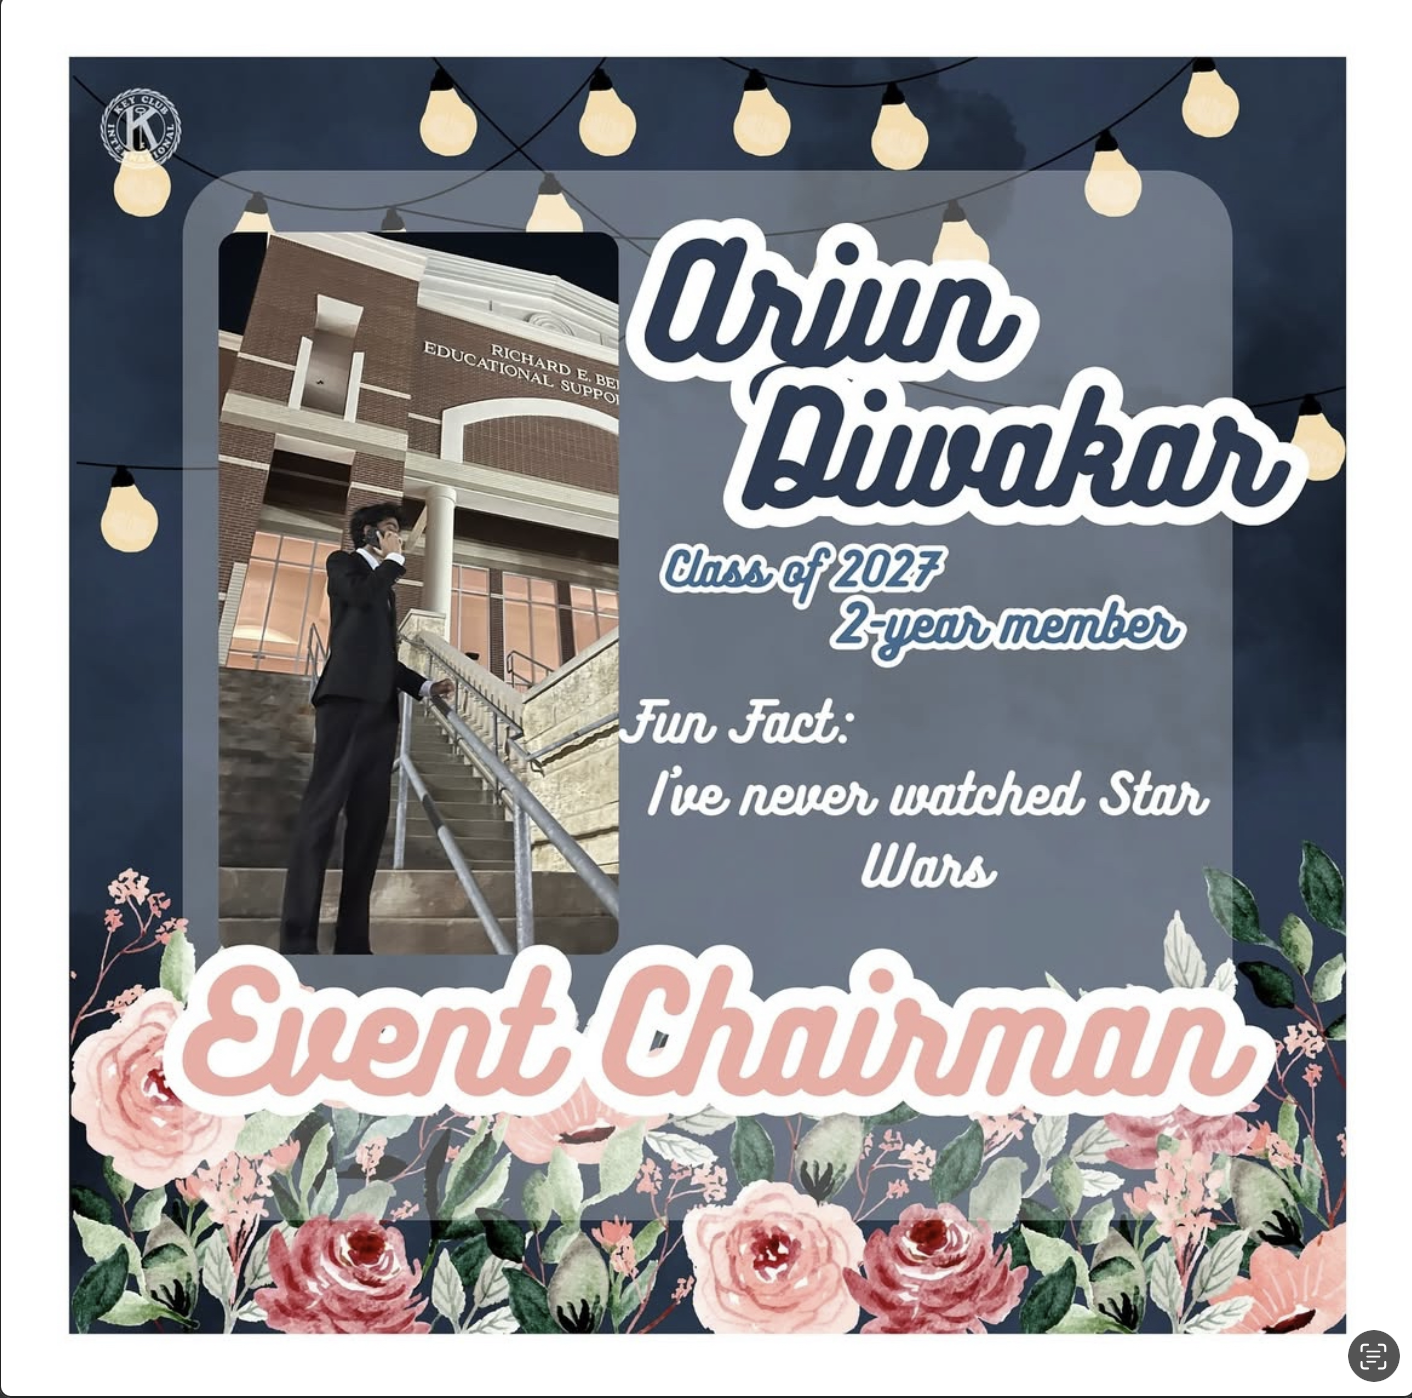 KEY CLUB
INTERNATIONAL
K
RICHARD E. BE
EDUCATIONAL SUPPO
Arjun
Diwakar
Class of 2027
2-year member
Fun Fact:
I've never watched Star
Wars
Event Chairman